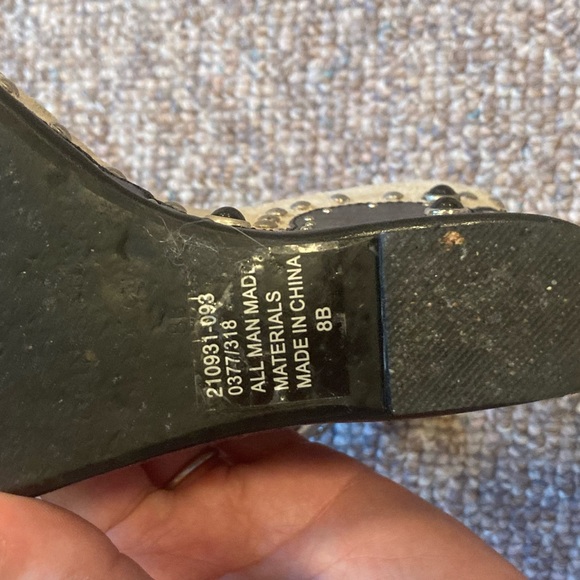 210931-093
0377/318
ALL MAN MADE
MATERIALS
MADE IN CHINA
8B